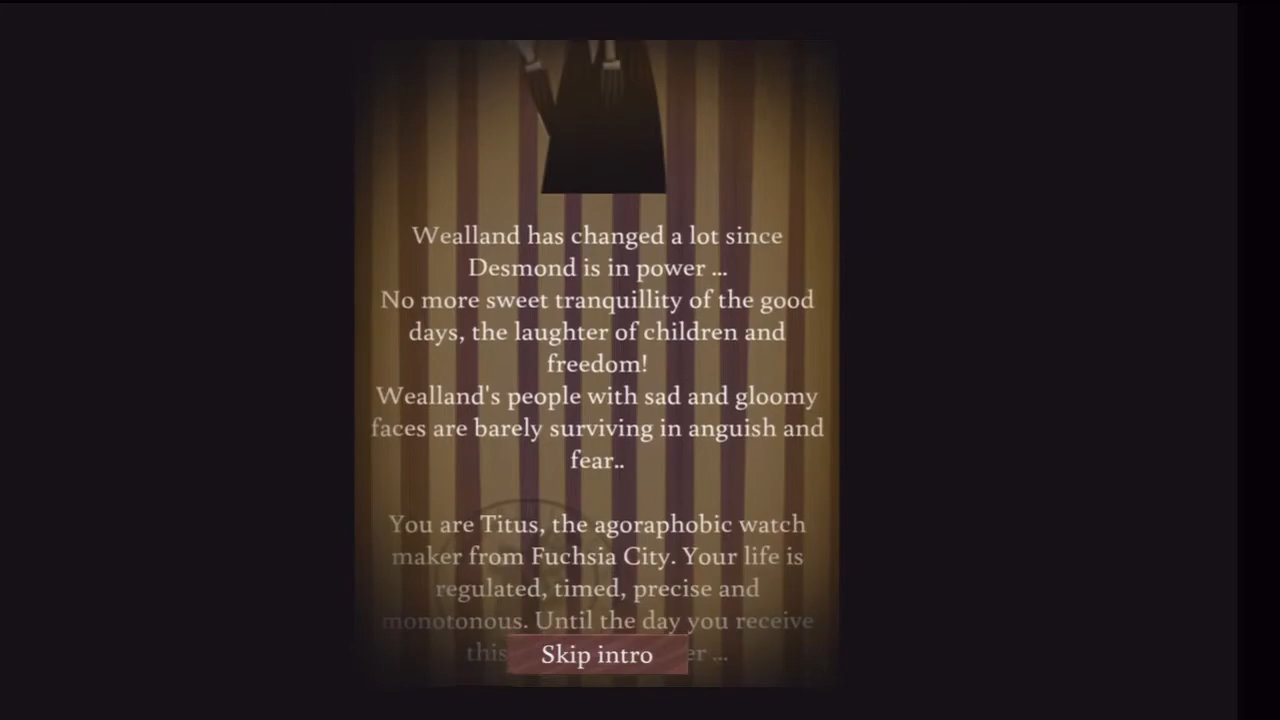 Wealland has changed a lot since
Desmond is in power ...
No more sweet tranquillity of the good
days, the laughter of children and
freedom!
Wealland's people with sad and gloomy
faces are barely surviving in anguish and
fear..
You are Titus, the agoraphobic watch
maker from Fuchsia City. Your life is
regulated, timed, precise and
monotonous. Until the day you receive
this ...
Skip intro